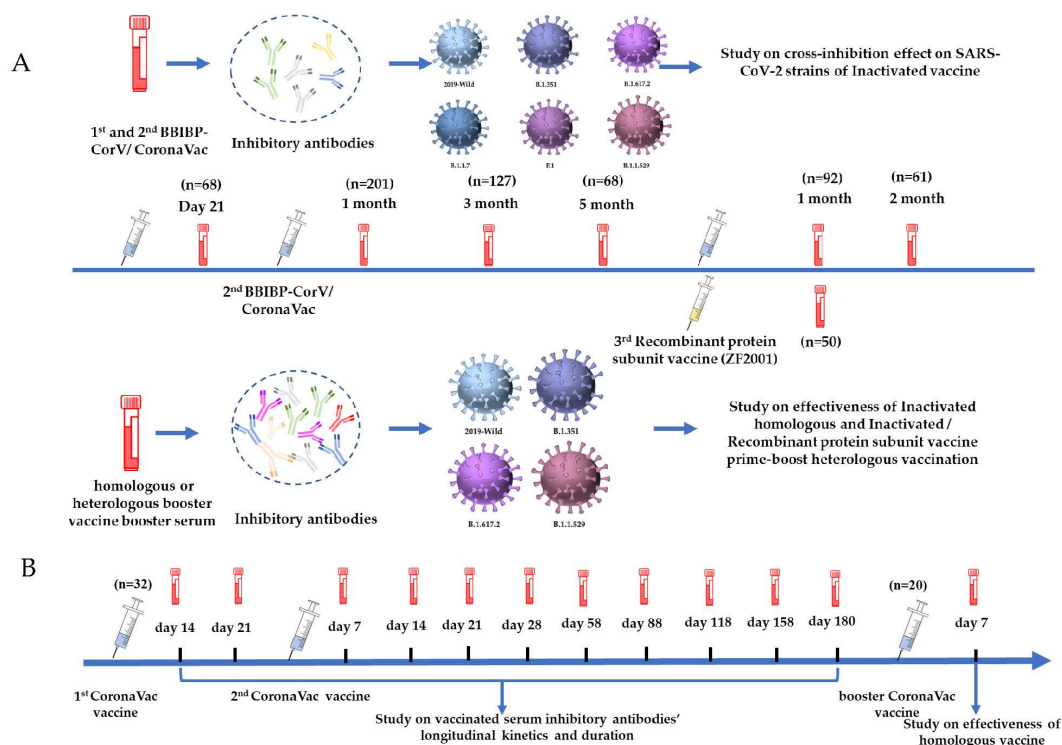 A
1st and 2nd BBIBP-
CorV/ CoronaVac
Inhibitory antibodies
2019-Wild
B.1.351
B.1.617.2
B.1.1.7
P.1
B.1.1.529
Study on cross-inhibition effect on SARS-
CoV-2 strains of Inactivated vaccine
(n=68)
Day 21
(n=201)
1 month
(n=127)
3 month
(n=68)
5 month
(n=92)
1 month
(n=61)
2 month
2nd BBIBP-CorV/
CoronaVac
3rd Recombinant protein
subunit vaccine (ZF2001)
(n=50)
homologous or
heterologous booster
vaccine booster serum
Inhibitory antibodies
2019-Wild
B.1.351
B.1.617.2
B.1.1.529
Study on effectiveness of Inactivated
homologous and Inactivated /
Recombinant protein subunit vaccine
prime-boost heterologous vaccination
B
(n=32)
day 14
day 21
day 7
day 14
day 21
day 28
day 58
day 88
day 118
day 158
day 180
(n=20)
day 7
1st CoronaVac
vaccine
2nd CoronaVac vaccine
Study on vaccinated serum inhibitory antibodies'
longitudinal kinetics and duration
booster CoronaVac
vaccine
Study on effectiveness of
homologous vaccine